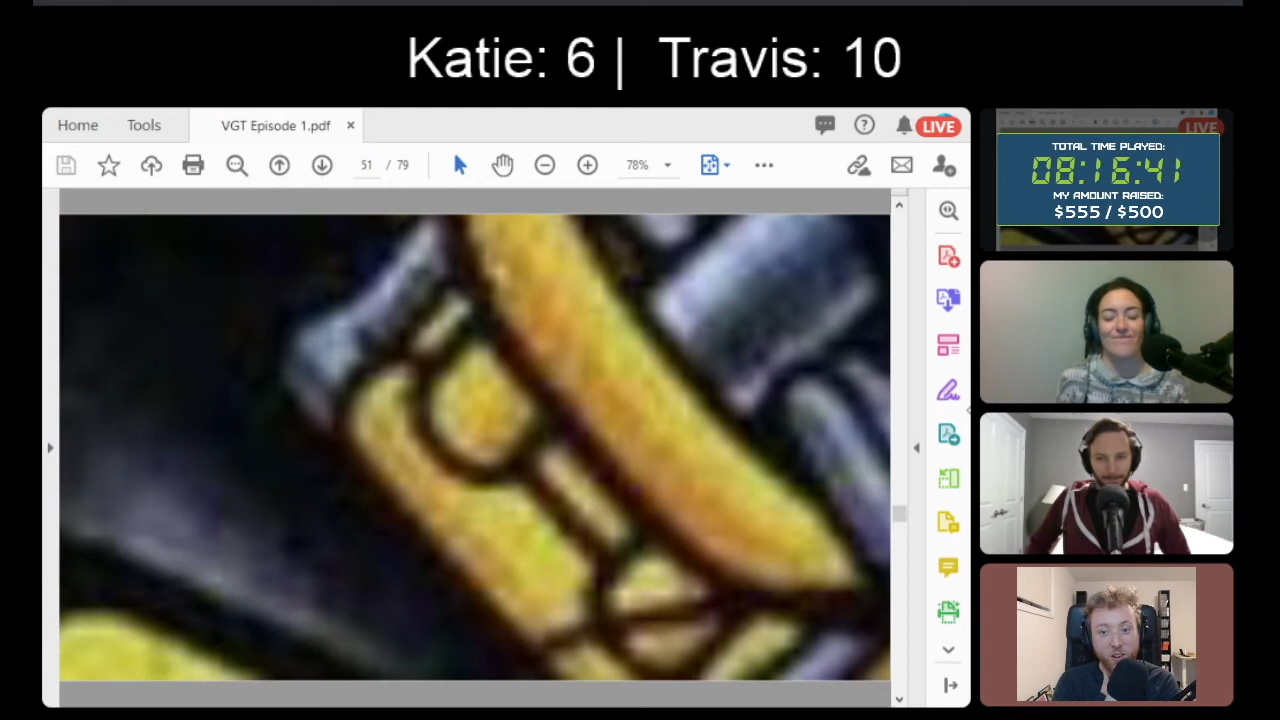 Katie: 6 | Travis: 10
Home
Tools
VGT Episode 1.pdf
LIVE
51 / 79
78%
LIVE
TOTAL TIME PLAYED:
08:16:41
MY AMOUNT RAISED:
$555 / $500